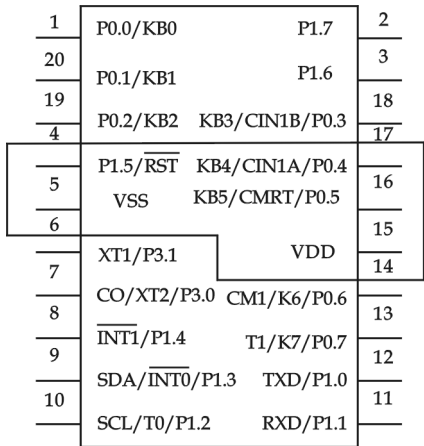 1 P0.0/KB0 P1.7 2
20 P0.1/KB1 P1.6 3
19 P0.2/KB2 KB3/CIN1B/P0.3 18
4 P1.5/RST KB4/CIN1A/P0.4 17
5 VSS KB5/CMRT/P0.5 16
6 XT1/P3.1 VDD 15
7 CO/XT2/P3.0 CM1/K6/P0.6 14
8 INT1/P1.4 T1/K7/P0.7 13
9 SDA/INT0/P1.3 TXD/P1.0 12
10 SCL/T0/P1.2 RXD/P1.1 11